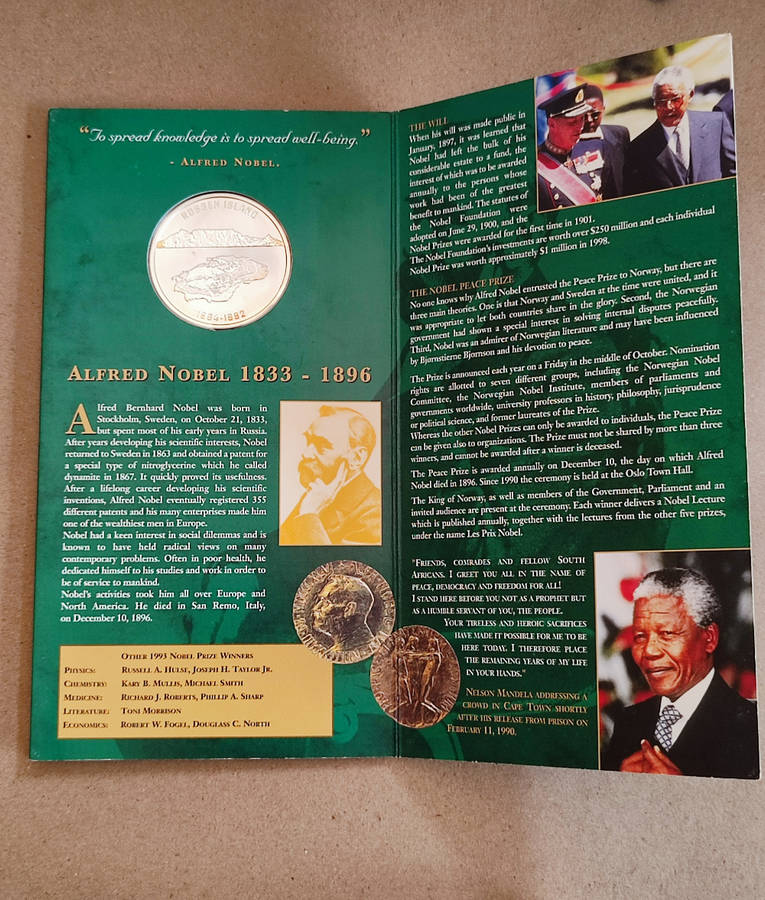 “To spread knowledge is to spread well-being.”
- Alfred Nobel.
ROBBEN ISLAND
1964-1982
Alfred Nobel 1833 - 1896
Alfred Bernhard Nobel was born in
Stockholm, Sweden, on October 21, 1833,
but spent most of his early years in Russia.
After years developing his scientific interests, Nobel
returned to Sweden in 1863 and obtained a patent for
a special type of nitroglycerine which he called
dynamite in 1867. It quickly proved its usefulness.
After a lifelong career developing his scientific
inventions, Alfred Nobel eventually registered 355
different patents and his many enterprises made him
one of the wealthiest men in Europe.
Nobel had a keen interest in social dilemmas and is
known to have held radical views on many
contemporary problems. Often in poor health, he
dedicated himself to his studies and work in order to
be of service to mankind.
Nobel's activities took him all over Europe and
North America. He died in San Remo, Italy,
on December 10, 1896.
Other 1993 Nobel Prize Winners
Physics: Russell A. Hulse, Joseph H. Taylor Jr.
Chemistry: Kary B. Mullis, Michael Smith
Medicine: Richard J. Roberts, Phillip A. Sharp
Literature: Toni Morrison
Economics: Robert W. Fogel, Douglass C. North
THE WILL
When his will was made public in
January, 1897, it was learned that
Nobel had left the bulk of his
considerable estate to a fund, the
interest of which was to be awarded
annually to the persons whose
work had been of the greatest
benefit to mankind. The statutes of
the Nobel Foundation were
adopted on June 29, 1900, and the
Nobel Prizes were awarded for the first time in 1901.
The Nobel Foundation's investments are worth over $250 million and each individual
Nobel Prize was worth approximately $1 million in 1998.
THE NOBEL PEACE PRIZE
No one knows why Alfred Nobel entrusted the Peace Prize to Norway, but there are
three main theories. One is that Norway and Sweden at the time were united, and it
was appropriate to let both countries share in the glory. Second, the Norwegian
government had shown a special interest in solving internal disputes peacefully.
Third, Nobel was an admirer of Norwegian literature and may have been influenced
by Bjornstierne Bjornson and his devotion to peace.
The Prize is announced each year on a Friday in the middle of October. Nomination
rights are allotted to seven different groups, including the Norwegian Nobel
Committee, the Norwegian Nobel Institute, members of parliaments and
governments worldwide, university professors in history, philosophy, jurisprudence
or political science, and former laureates of the Prize.
Whereas the other Nobel Prizes can only be awarded to individuals, the Peace Prize
can be given also to organizations. The Prize must not be shared by more than three
winners, and cannot be awarded after a winner is deceased.
The Peace Prize is awarded annually on December 10, the day on which Alfred
Nobel died in 1896. Since 1990 the ceremony is held at the Oslo Town Hall.
The King of Norway, as well as members of the Government, Parliament and an
invited audience are present at the ceremony. Each winner delivers a Nobel Lecture
which is published annually, together with the lectures from the other five prizes,
under the name Les Prix Nobel.
"Friends, comrades and fellow South
Africans. I greet you all in the name of
peace, democracy and freedom for all!
I stand here before you not as a prophet but
as a humble servant of you, the people.
Your tireless and heroic sacrifices
have made it possible for me to be
here today. I therefore place
the remaining years of my life
in your hands."
Nelson Mandela addressing a
crowd in Cape Town shortly
after his release from prison on
February 11, 1990.